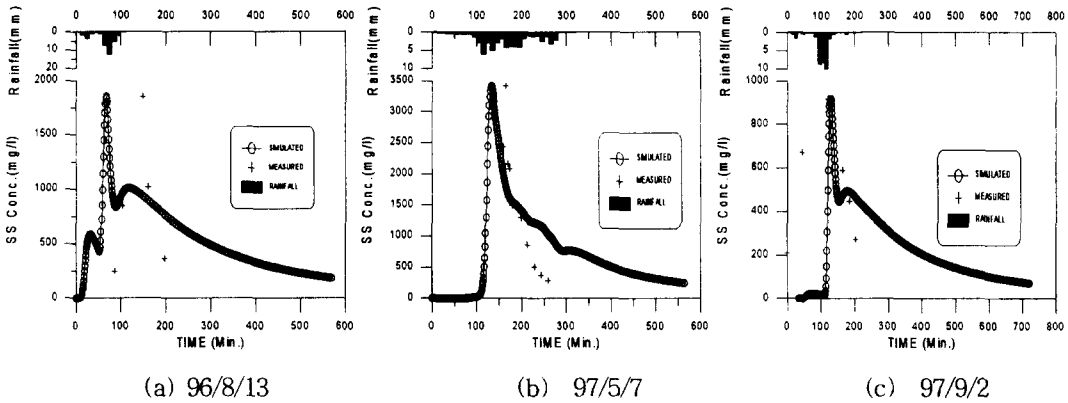 0 100 200 300 400 500 600
Rainfall(mm)
0
5
10
20
2000
1500
1000
500
0
SS Conc.(mg/l)
SIMULATED
MEASURED
RAINFALL
0 100 200 300 400 500 600
TIME (Min.)
(a) 96/8/13
0 100 200 300 400 500 600
Rainfall(mm)
0
5
10
3500
3000
2500
2000
1500
1000
500
0
SS Conc.(mg/l)
SIMULATED
MEASURED
RAINFALL
0 100 200 300 400 500 600
TIME (Min.)
(b) 97/5/7
0 100 200 300 400 500 600 700 800
Rainfall(mm)
0
5
10
1000
800
600
400
200
0
SS Conc.(mg/l)
SIMULATED
MEASURED
RAINFALL
0 100 200 300 400 500 600 700 800
TIME (Min.)
(c) 97/9/2